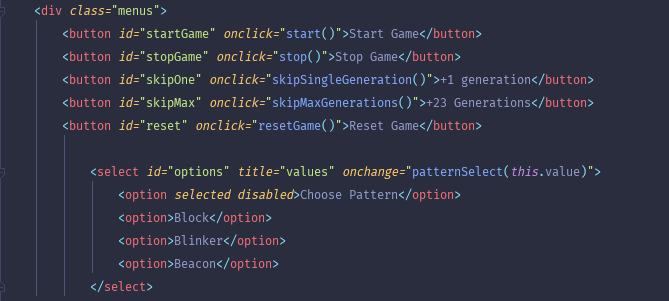 <div class="menus">
<button id="startGame" onclick="start()">Start Game</button>
<button id="stopGame" onclick="stop()">Stop Game</button>
<button id="skipOne" onclick="skipSingleGeneration()">+1 generation</button>
<button id="skipMax" onclick="skipMaxGenerations()">+23 Generations</button>
<button id="reset" onclick="resetGame()">Reset Game</button>
<select id="options" title="values" onchange="patternSelect(this.value)">
<option selected disabled>Choose Pattern</option>
<option>Block</option>
<option>Blinker</option>
<option>Beacon</option>
</select>